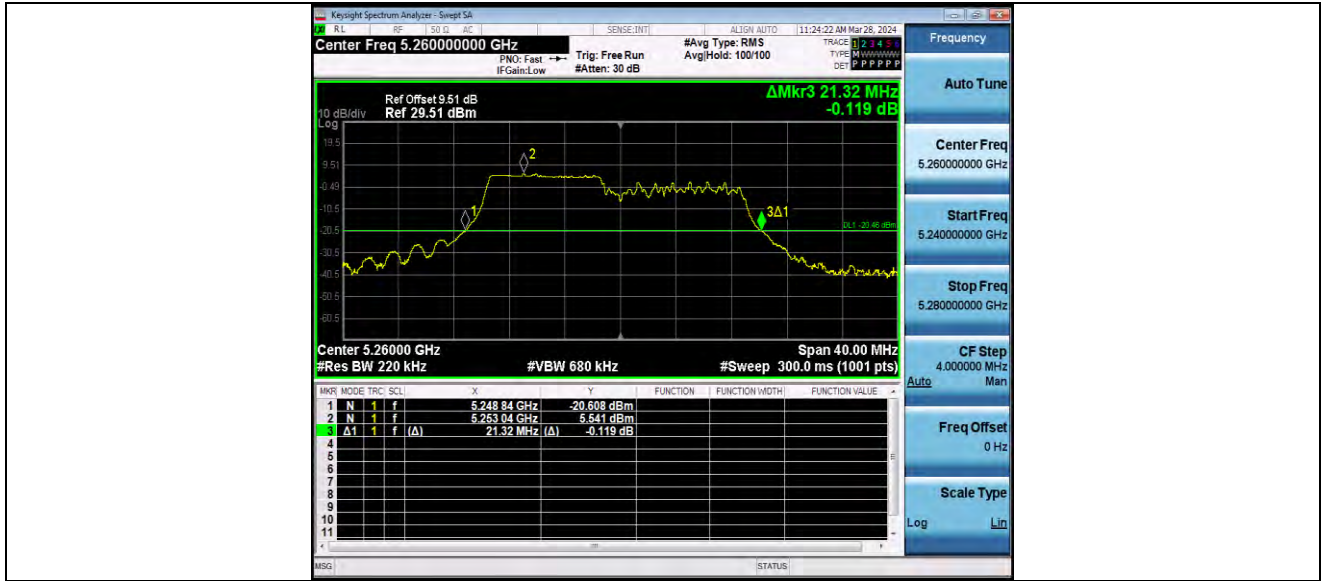 Keysight Spectrum Analyzer - Swept SA
RL RF 50 Ω AC SENSE:INT ALIGN AUTO 11:24:22 AM Mar 28, 2024
Center Freq 5.260000000 GHz
PNO: Fast
IFGain:Low
Trig: Free Run
#Atten: 30 dB
#Avg Type: RMS
Avg|Hold: 100/100
TRACE 1 2 3 4 5 6
TYPE M WWWWW
DET P P P P P P
Frequency
Auto Tune
Center Freq
5.260000000 GHz
Start Freq
5.240000000 GHz
Stop Freq
5.280000000 GHz
CF Step
4.000000 MHz
Auto Man
Freq Offset
0 Hz
Scale Type
Log Lin
Ref Offset 9.51 dB
10 dB/div Ref 29.51 dBm
Log
ΔMkr3 21.32 MHz
-0.119 dB
19.5
9.51
-0.49
-10.5
-20.5
-30.5
-40.5
-50.5
-60.5
2
1
3Δ1
DL1 -20.46 dBm
Center 5.26000 GHz Span 40.00 MHz
#Res BW 220 kHz #VBW 680 kHz #Sweep 300.0 ms (1001 pts)
MKR MODE TRC SCL X Y FUNCTION FUNCTION WIDTH FUNCTION VALUE
1 N 1 f 5.248 84 GHz -20.608 dBm
2 N 1 f 5.253 04 GHz 5.541 dBm
3 Δ1 1 f (Δ) 21.32 MHz (Δ) -0.119 dB
4
5
6
7
8
9
10
11
MSG STATUS